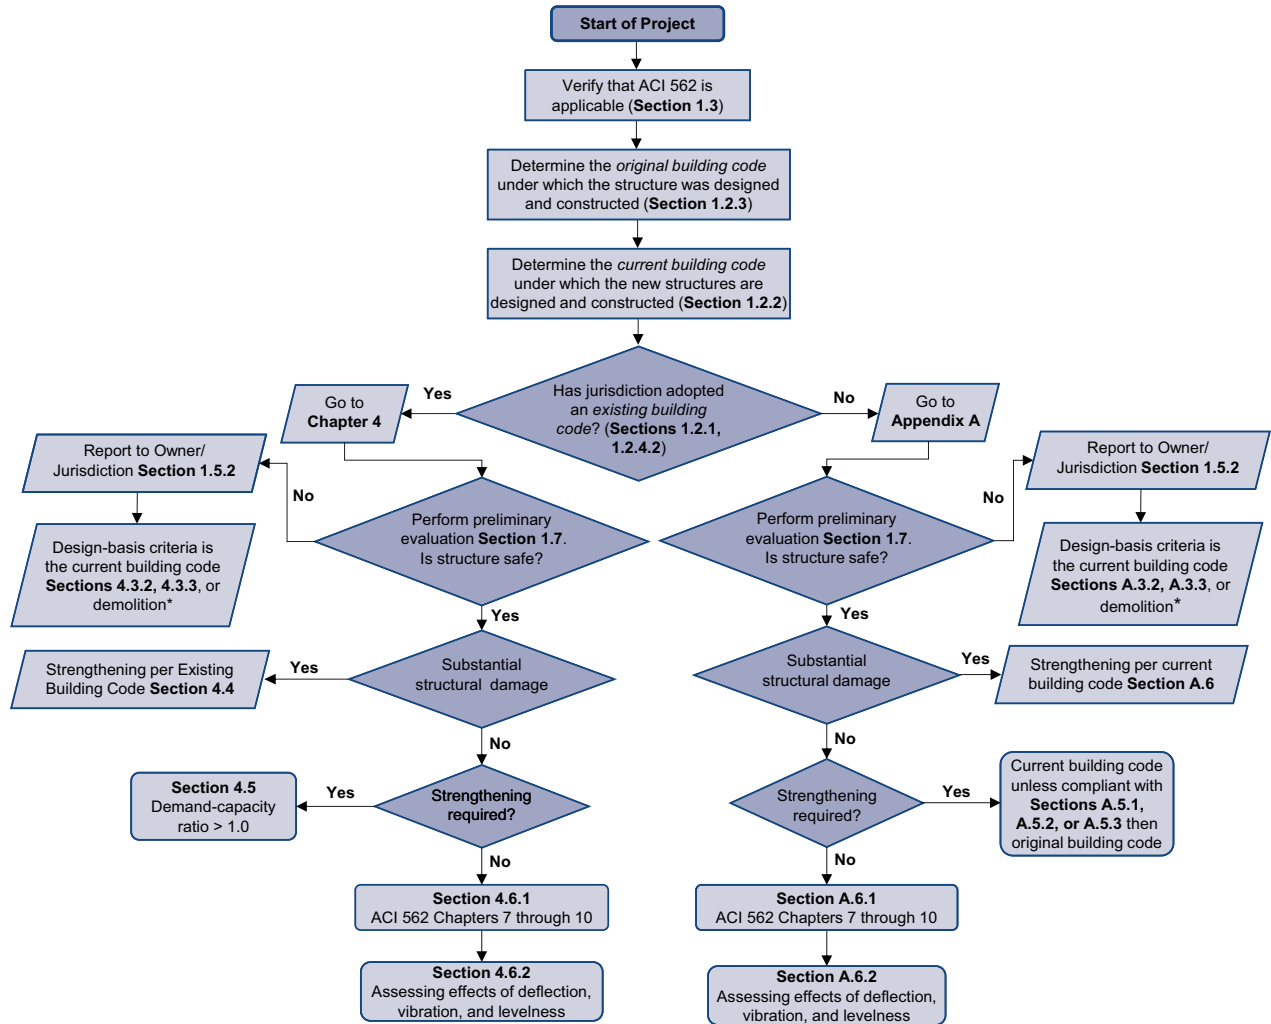 Start of Project
Verify that ACI 562 is
applicable (Section 1.3)
Determine the original building code
under which the structure was designed
and constructed (Section 1.2.3)
Determine the current building code
under which the new structures are
designed and constructed (Section 1.2.2)
Has jurisdiction adopted
an existing building
code? (Sections 1.2.1,
1.2.4.2)
Yes
No
Go to
Chapter 4
Go to
Appendix A
Report to Owner/
Jurisdiction Section 1.5.2
No
Perform preliminary
evaluation Section 1.7.
Is structure safe?
Design-basis criteria is
the current building code
Sections 4.3.2, 4.3.3, or
demolition*
Yes
Substantial
structural damage
Yes
Strengthening per Existing
Building Code Section 4.4
No
Strengthening
required?
Yes
Section 4.5
Demand-capacity
ratio > 1.0
No
Section 4.6.1
ACI 562 Chapters 7 through 10
Section 4.6.2
Assessing effects of deflection,
vibration, and levelness
Perform preliminary
evaluation Section 1.7.
Is structure safe?
No
Report to Owner/
Jurisdiction Section 1.5.2
Design-basis criteria is
the current building code
Sections A.3.2, A.3.3, or
demolition*
Yes
Substantial
structural damage
Yes
Strengthening per current
building code Section A.6
No
Strengthening
required?
Yes
Current building code
unless compliant with
Sections A.5.1,
A.5.2, or A.5.3 then
original building code
No
Section A.6.1
ACI 562 Chapters 7 through 10
Section A.6.2
Assessing effects of deflection,
vibration, and levelness